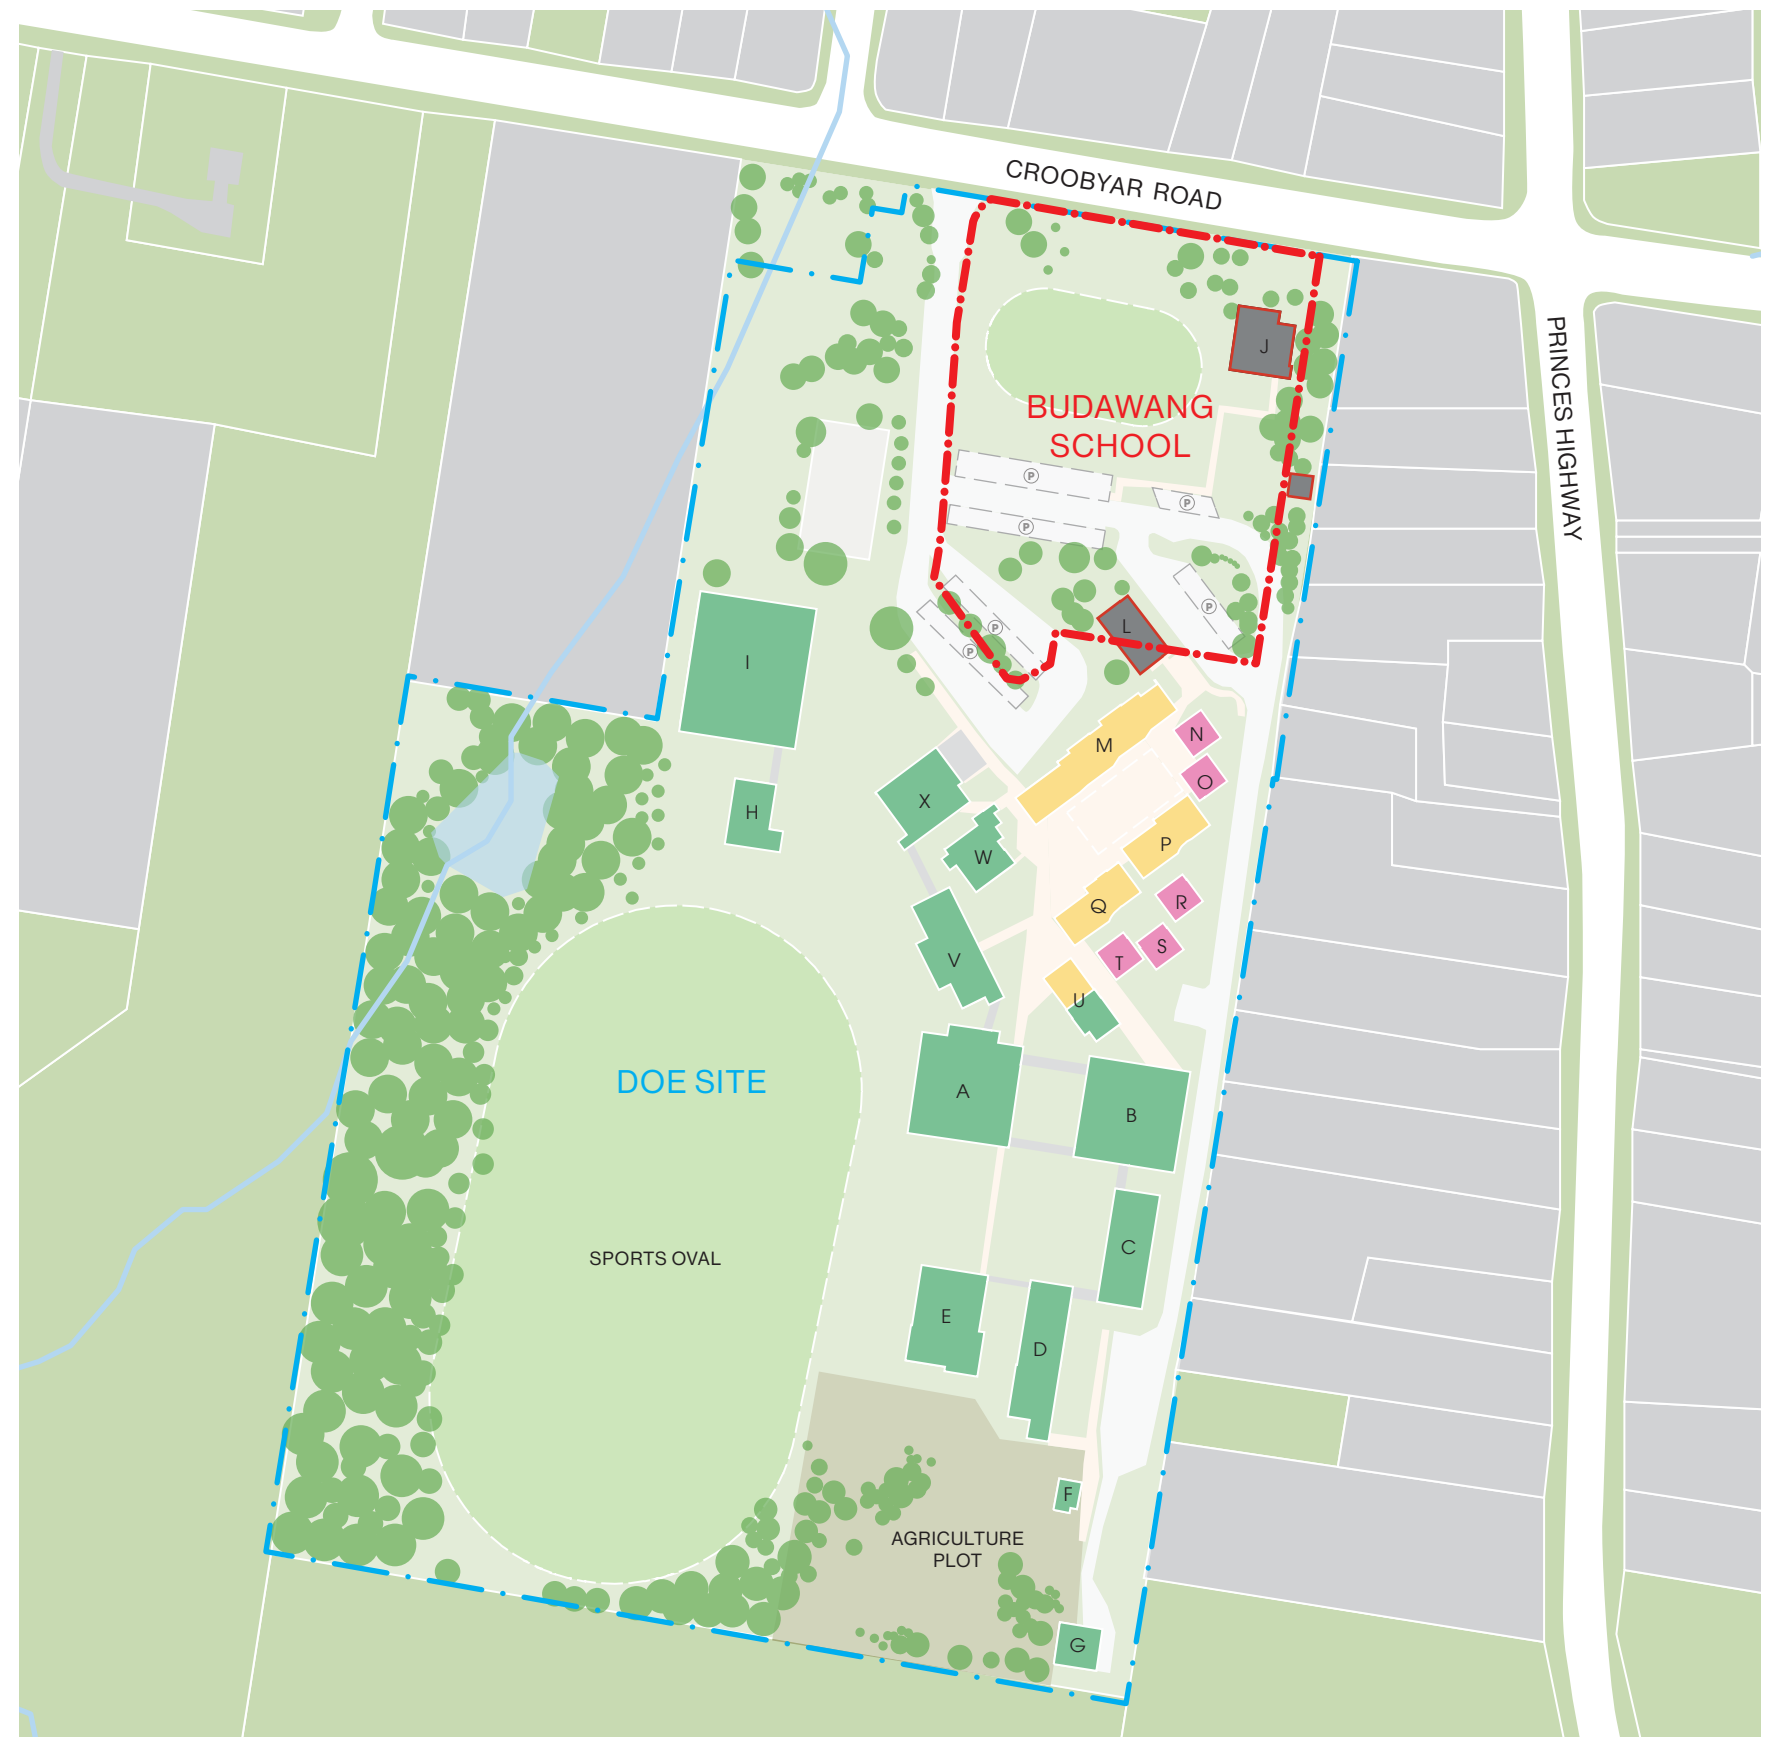 CROOBYAR ROAD
PRINCES HIGHWAY
J
BUDAWANG
SCHOOL
P
P
P
P
P
P
L
I
M
N
O
H
X
W
P
Q
R
S
T
V
U
DOE SITE
A
B
C
SPORTS OVAL
E
D
F
AGRICULTURE
PLOT
G